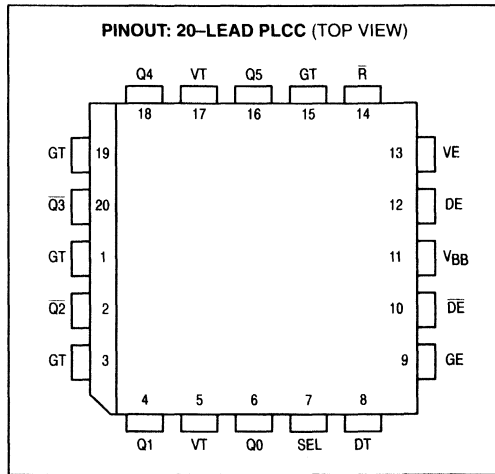 PINOUT: 20–LEAD PLCC (TOP VIEW)
Q4 VT Q5 GT R̅
18 17 16 15 14
GT 19 13 VE
Q̅3̅ 20 12 DE
GT 1 11 VBB
Q̅2̅ 2 10 D̅E̅
GT 3 9 GE
4 5 6 7 8
Q1 VT Q0 SEL DT